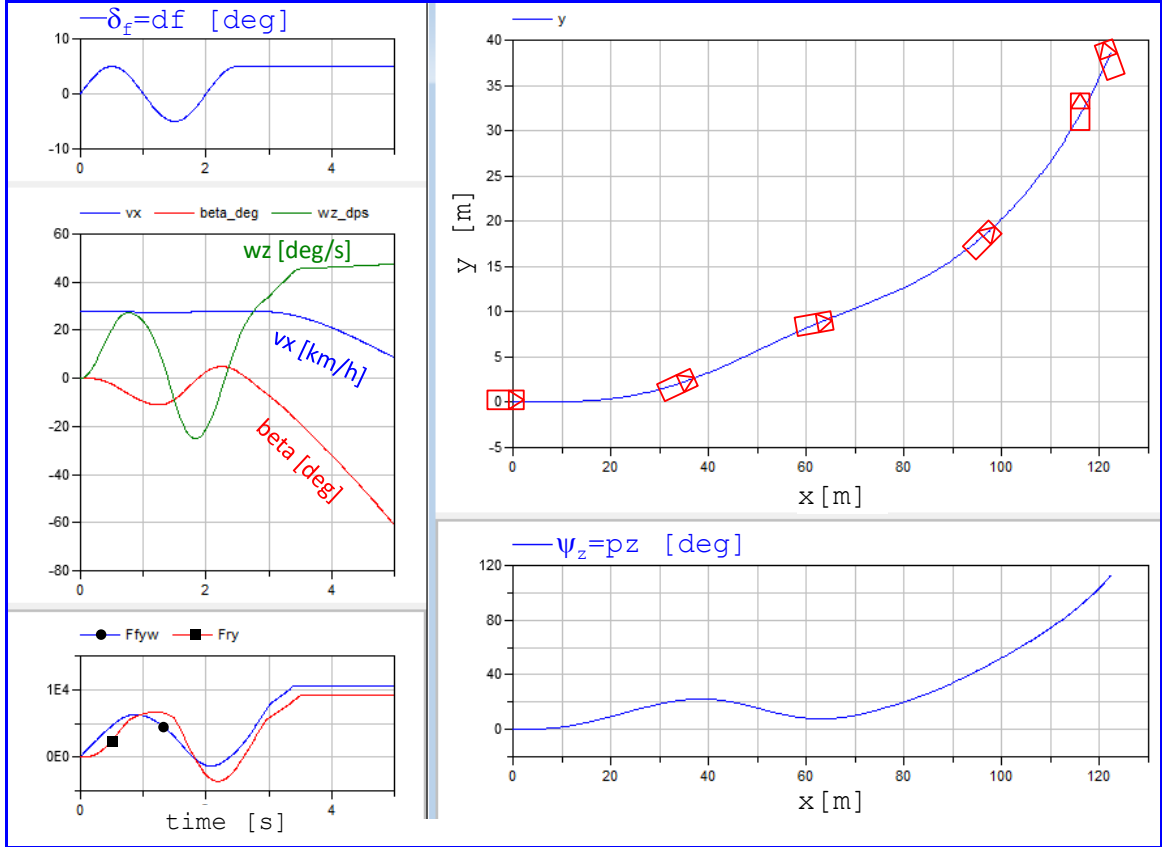 δf=df [deg]
10
0
-10
0 2 4
vx beta_deg wz_dps
60
40
20
0
-20
-40
-60
-80
wz [deg/s]
vx [km/h]
beta [deg]
0 2 4
Ffyw Fry
1E4
0E0
0 4
time [s]
y
40
35
30
25
20
15
10
5
0
-5
y [m]
0 20 40 60 80 100 120
x[m]
ψz=pz [deg]
120
80
40
0
0 20 40 60 80 100 120
x[m]